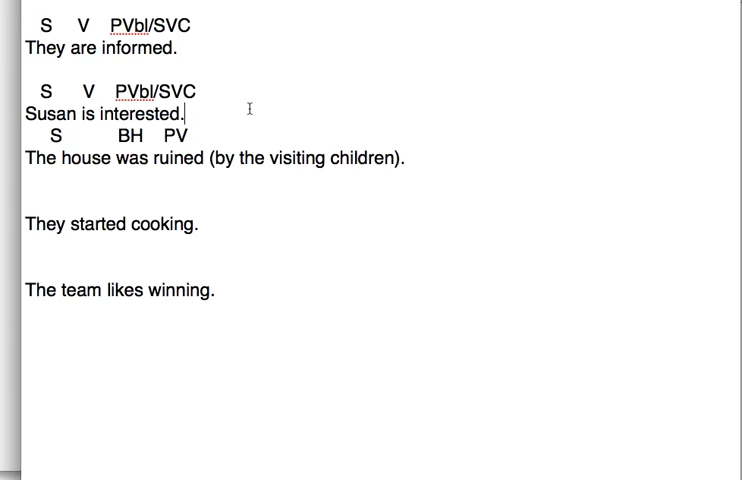 S V PVbl/SVC
They are informed.
S V PVbl/SVC
Susan is interested.
S BH PV
The house was ruined (by the visiting children).
They started cooking.
The team likes winning.